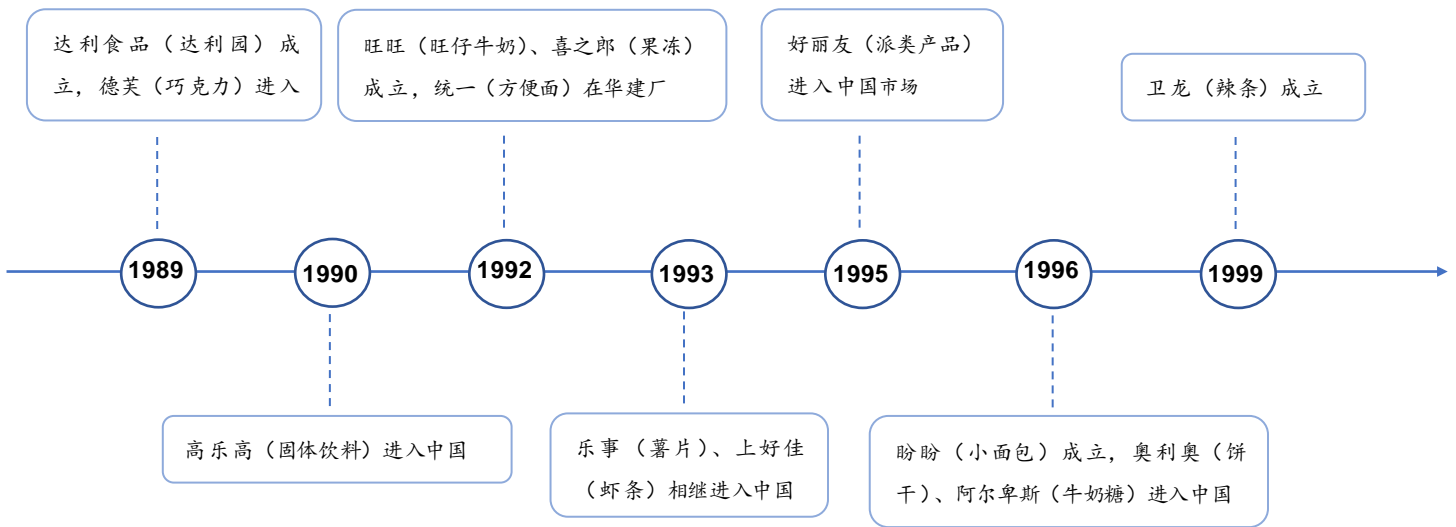 达利食品（达利园）成
立，德芙（巧克力）进入
旺旺（旺仔牛奶）、喜之郎（果冻）
成立，统一（方便面）在华建厂
好丽友（派类产品）
进入中国市场
卫龙（辣条）成立
1989
1990
1992
1993
1995
1996
1999
高乐高（固体饮料）进入中国
乐事（薯片）、上好佳
（虾条）相继进入中国
盼盼（小面包）成立，奥利奥（饼
干）、阿尔卑斯（牛奶糖）进入中国